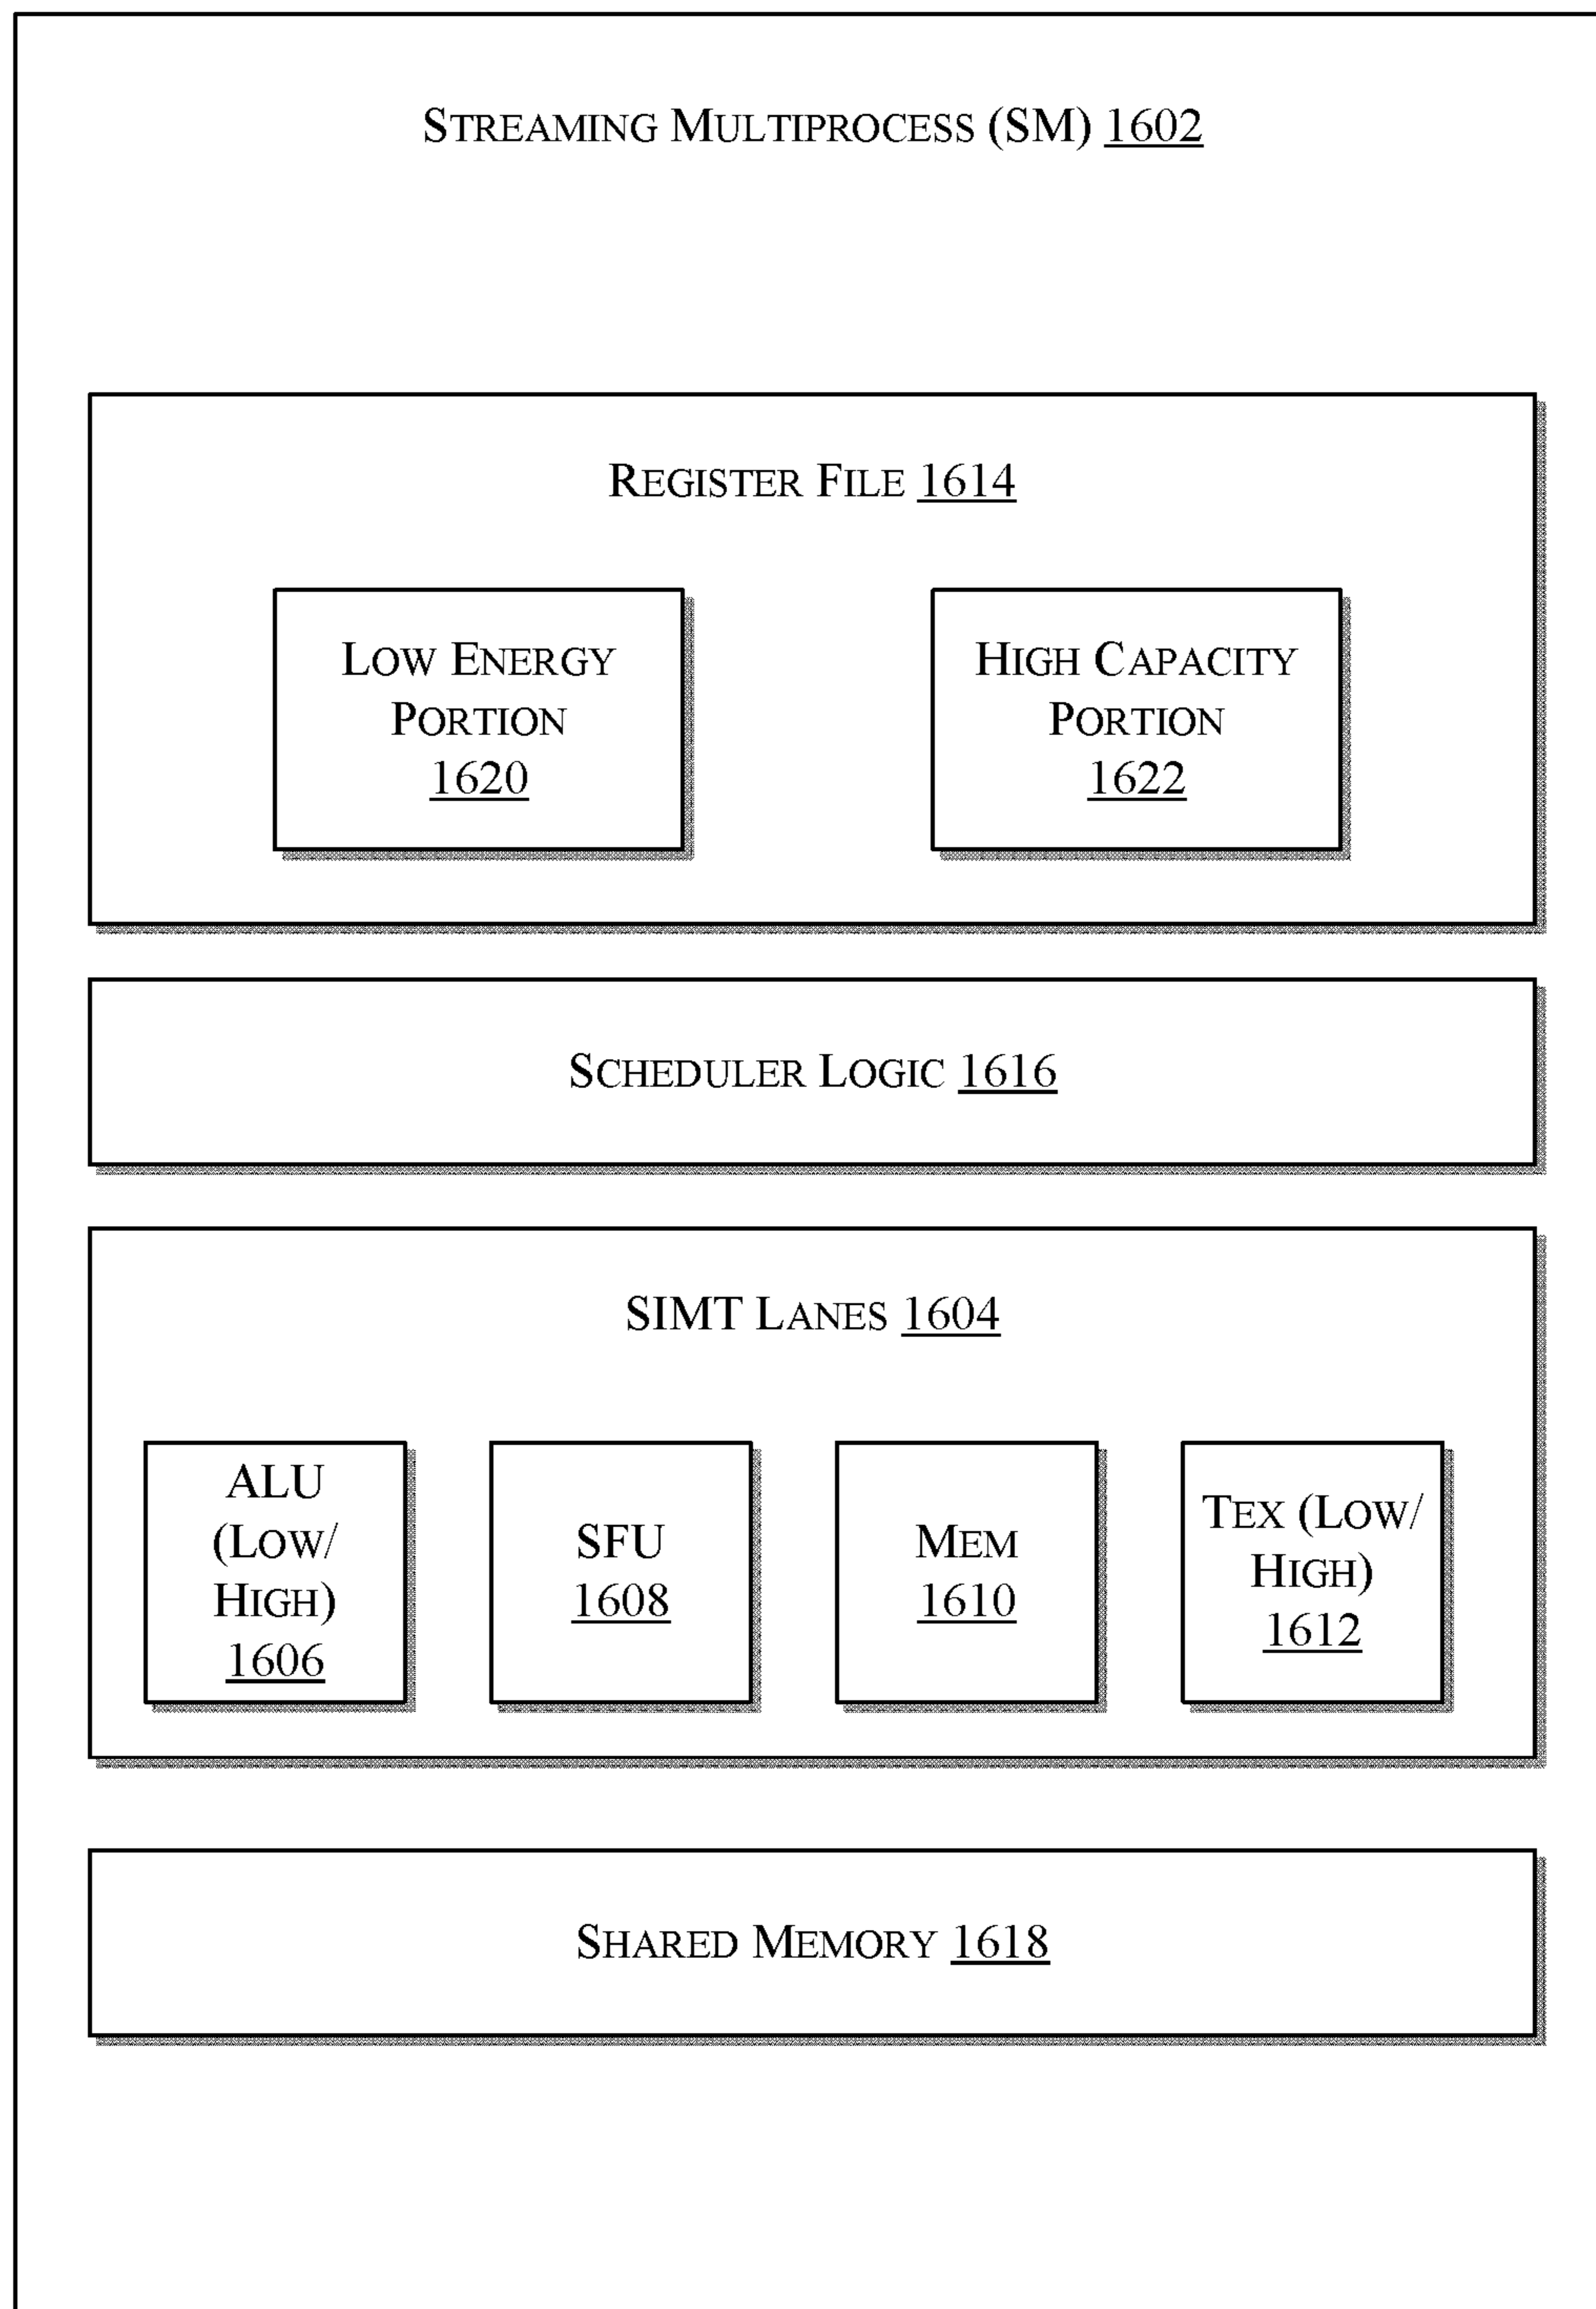 STREAMING MULTIPROCESS (SM) 1602
REGISTER FILE 1614
LOW ENERGY
PORTION
1620
HIGH CAPACITY
PORTION
1622
SCHEDULER LOGIC 1616
SIMT LANES 1604
ALU
(LOW/
HIGH)
1606
SFU
1608
MEM
1610
TEX (LOW/
HIGH)
1612
SHARED MEMORY 1618